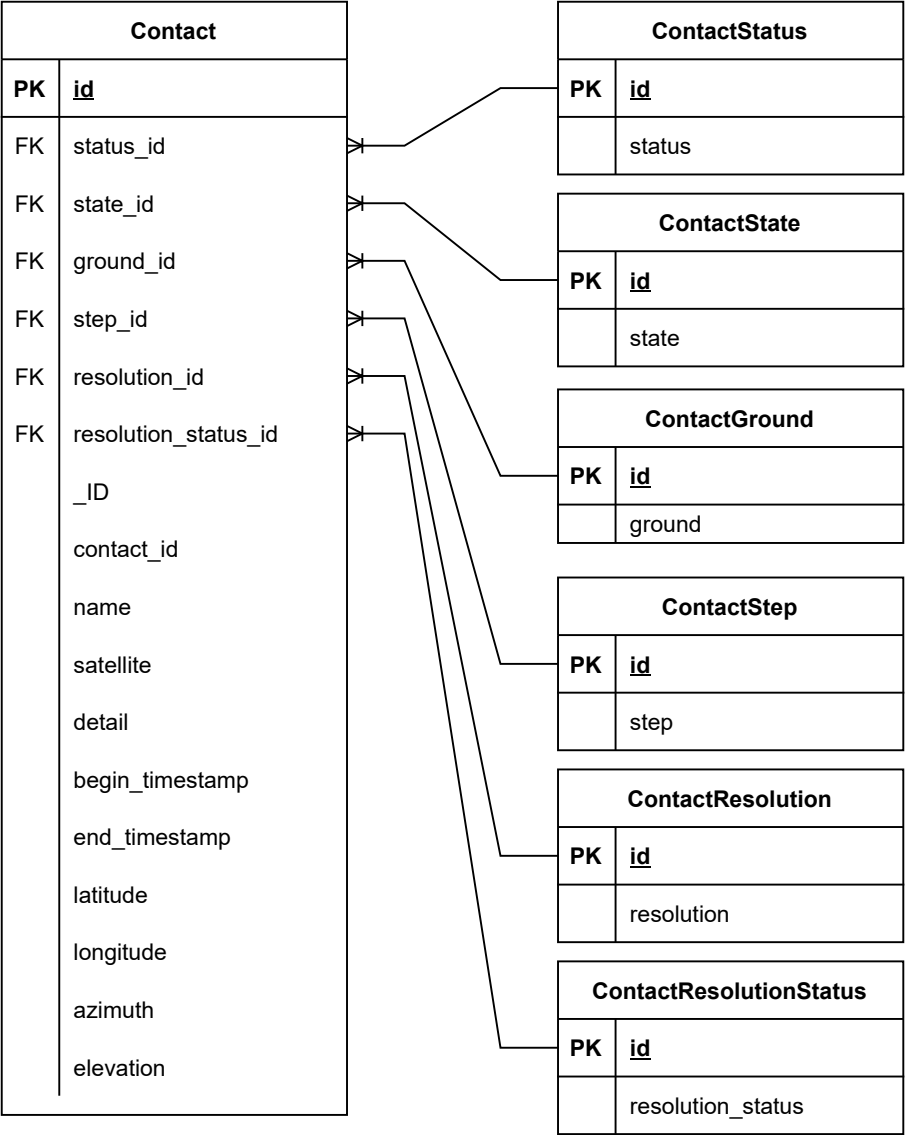 Contact
PK id
FK status_id
FK state_id
FK ground_id
FK step_id
FK resolution_id
FK resolution_status_id
_ID
contact_id
name
satellite
detail
begin_timestamp
end_timestamp
latitude
longitude
azimuth
elevation
ContactStatus
PK id
status
ContactState
PK id
state
ContactGround
PK id
ground
ContactStep
PK id
step
ContactResolution
PK id
resolution
ContactResolutionStatus
PK id
resolution_status